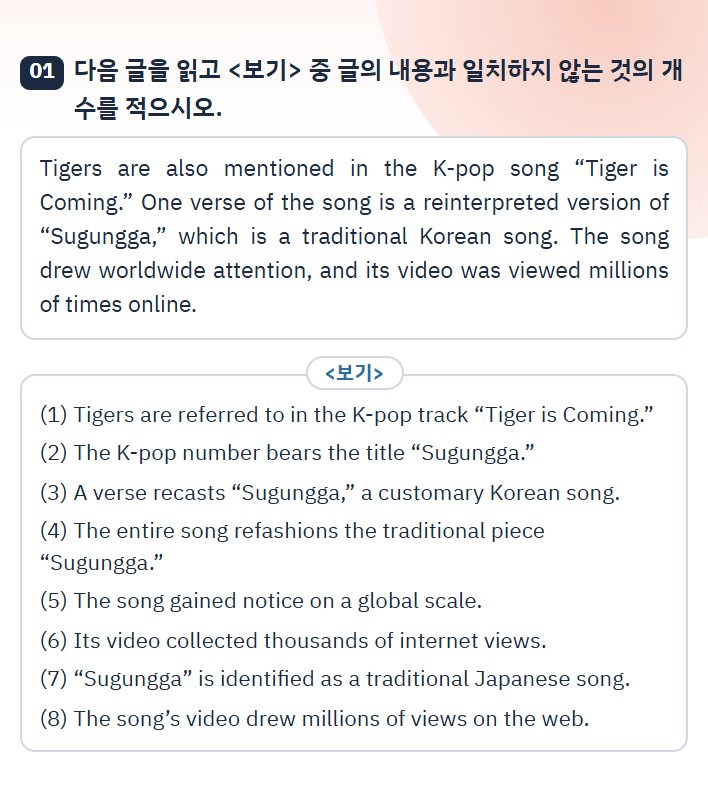 01 다음 글을 읽고 <보기> 중 글의 내용과 일치하지 않는 것의 개
수를 적으시오.
Tigers are also mentioned in the K-pop song “Tiger is
Coming.” One verse of the song is a reinterpreted version of
“Sugungga,” which is a traditional Korean song. The song
drew worldwide attention, and its video was viewed millions
of times online.
<보기>
(1) Tigers are referred to in the K-pop track “Tiger is Coming.”
(2) The K-pop number bears the title “Sugungga.”
(3) A verse recasts “Sugungga,” a customary Korean song.
(4) The entire song refashions the traditional piece
“Sugungga.”
(5) The song gained notice on a global scale.
(6) Its video collected thousands of internet views.
(7) “Sugungga” is identified as a traditional Japanese song.
(8) The song’s video drew millions of views on the web.